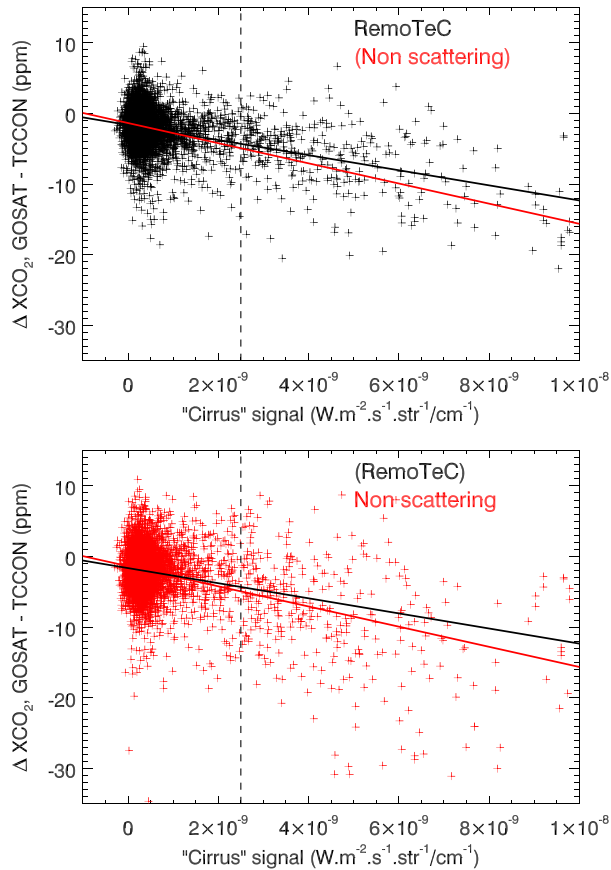 RemoTeC
(Non scattering)
15
0
-10
-20
-30
Δ XCO2, GOSAT - TCCON (ppm)
0
2×10-9
4×10-9
6×10-9
8×10-9
1×10-8
"Cirrus" signal (W.m-2.s-1.str-1/cm-1)
(RemoTeC)
Non scattering
10
0
-10
-20
-30
Δ XCO2, GOSAT - TCCON (ppm)
0
2×10-9
4×10-9
6×10-9
8×10-9
1×10-8
"Cirrus" signal (W.m-2.s-1.str-1/cm-1)